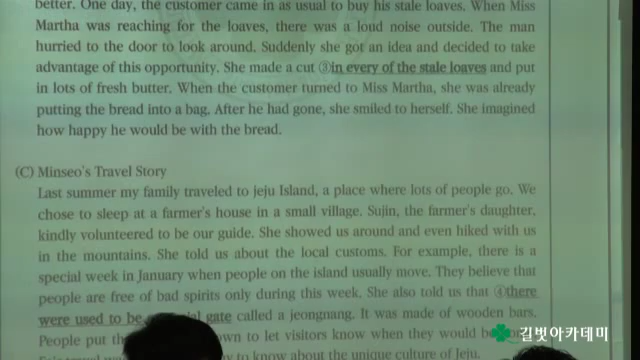 better. One day, the customer came in as usual to buy his stale loaves. When Miss
Martha was reaching for the loaves, there was a loud noise outside. The man
hurried to the door to look around. Suddenly she got an idea and decided to take
advantage of this opportunity. She made a cut ③in every of the stale loaves and put
in lots of fresh butter. When the customer turned to Miss Martha, she was already
putting the bread into a bag. After he had gone, she smiled to herself. She imagined
how happy he would be with the bread.
(C) Minseo's Travel Story
Last summer my family traveled to jeju Island, a place where lots of people go. We
chose to sleep at a farmer's house in a small village. Sujin, the farmer's daughter,
kindly volunteered to be our guide. She showed us around and even hiked with us
in the mountains. She told us about the local customs. For example, there is a
special week in January when people on the island usually move. They believe that
people are free of bad spirits only during this week. She also told us that ④there
were used to be gate called a jeongnang. It was made of wooden bars.
People put to let visitors know when they would be
to know about the unique culture of Jeju.
길벗아카데미